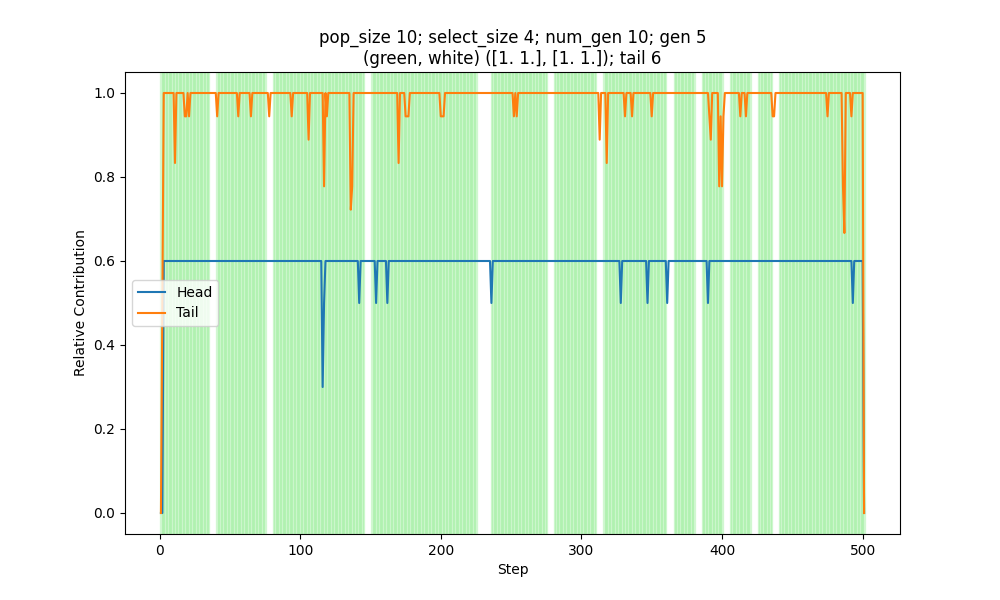 pop_size 10; select_size 4; num_gen 10; gen 5
(green, white) ([1. 1.], [1. 1.]); tail 6
1.0
0.8
0.6
0.4
0.2
0.0
Relative Contribution
Head
Tail
0
100
200
300
400
500
Step